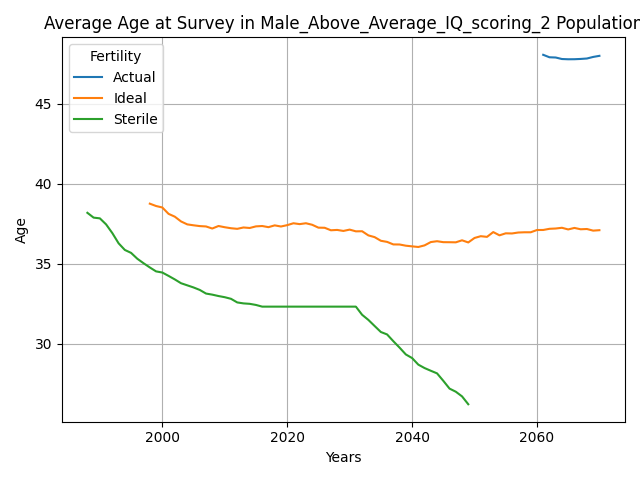 Average Age at Survey in Male_Above_Average_IQ_scoring_2 Population
Fertility
Actual
Ideal
Sterile
Age
45
40
35
30
2000
2020
2040
2060
Years